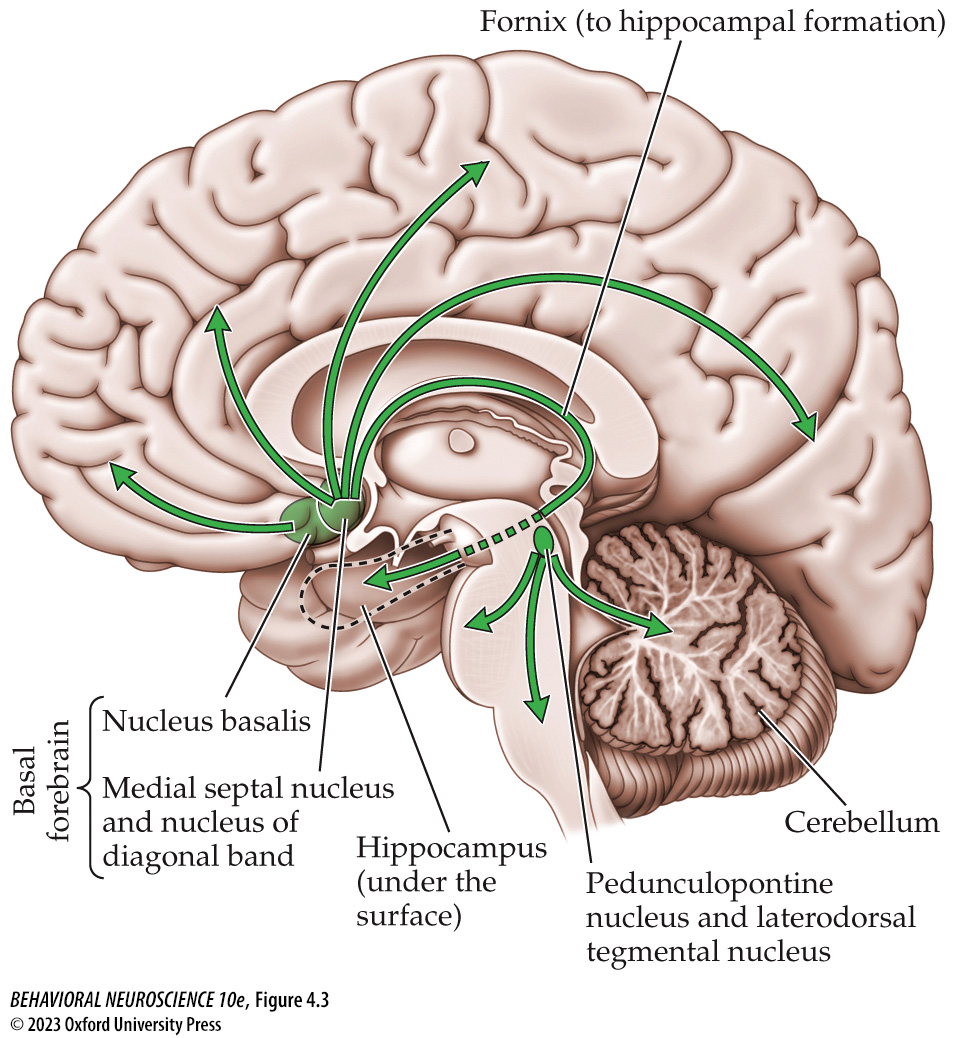 Fornix (to hippocampal formation)
Basal
forebrain
Nucleus basalis
Medial septal nucleus
and nucleus of
diagonal band
Hippocampus
(under the
surface)
Cerebellum
Pedunculopontine
nucleus and laterodorsal
tegmental nucleus
BEHAVIORAL NEUROSCIENCE 10e, Figure 4.3
© 2023 Oxford University Press